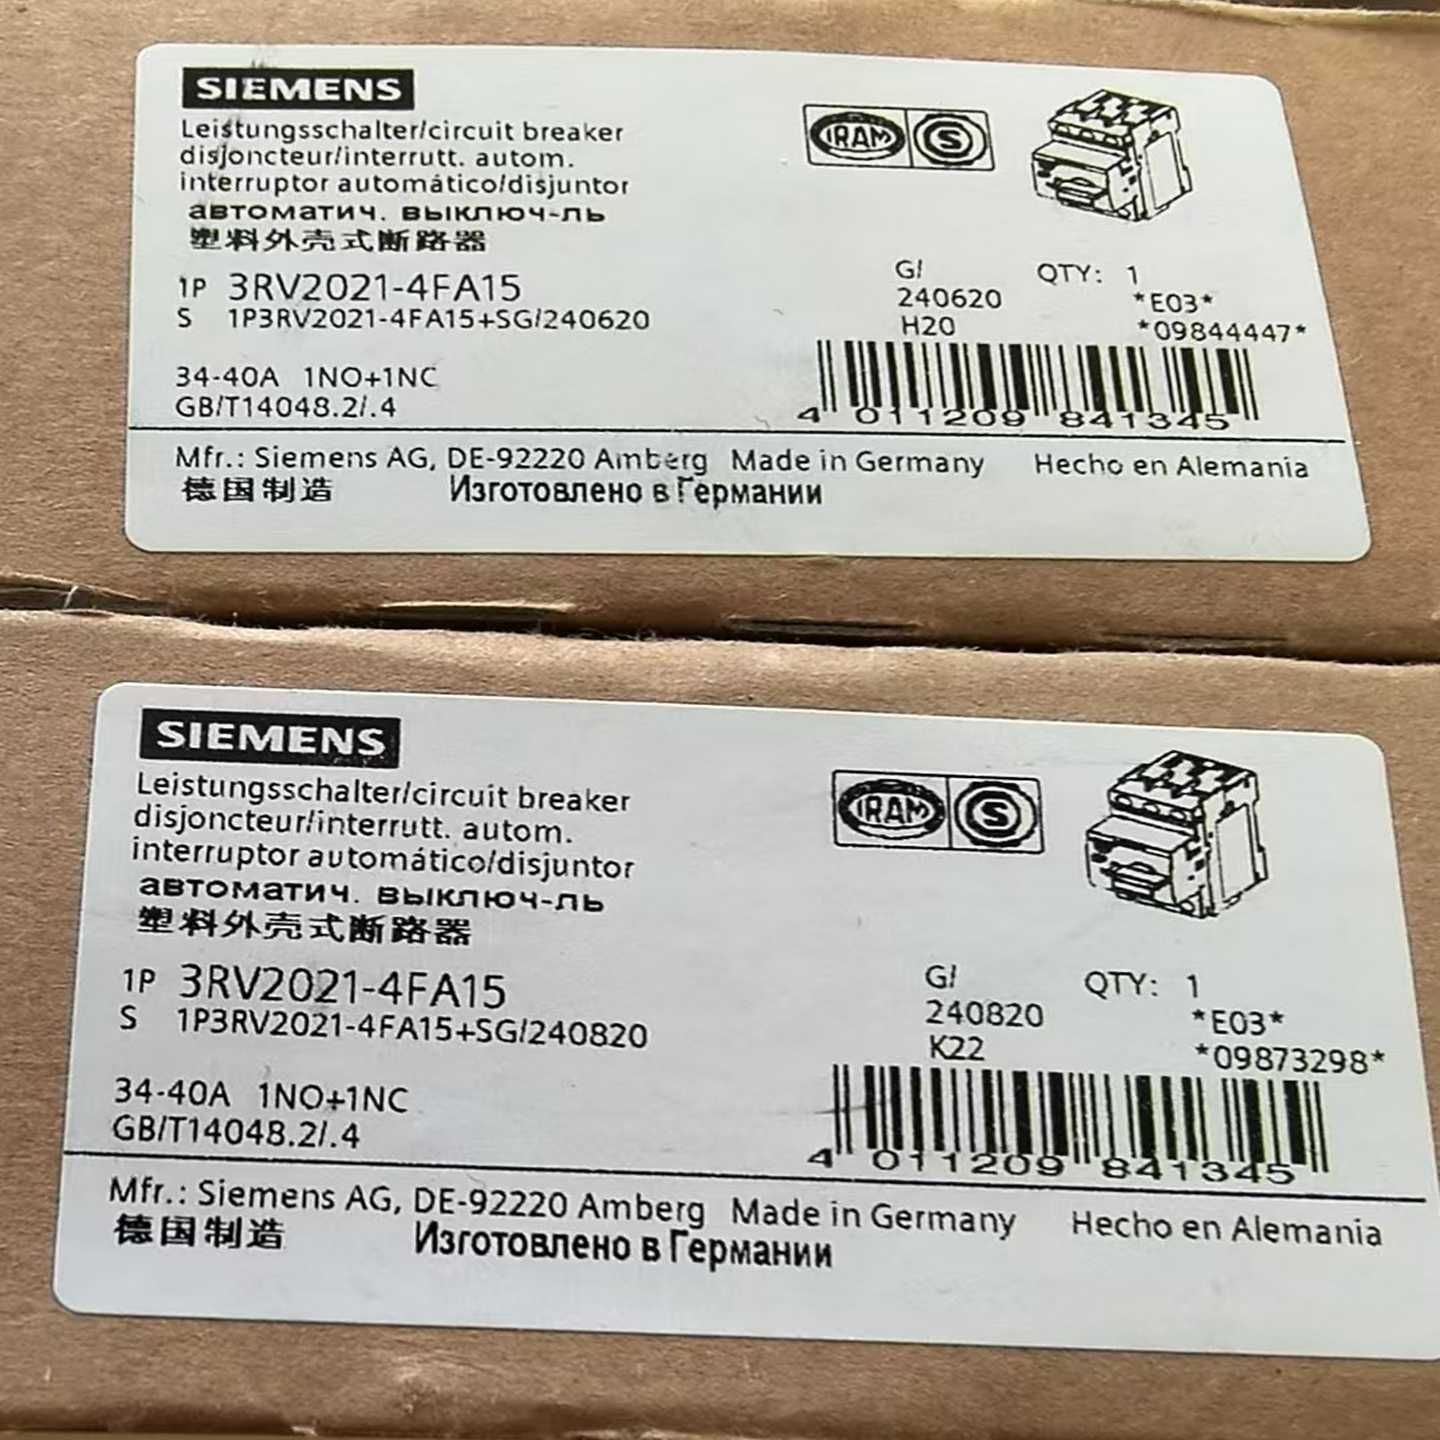 SIEMENS
Leistungsschalter/circuit breaker
disjoncteur/interrutt. autom.
interruptor automático/disjuntor
автоматич. выключ-ль
塑料外壳式断路器
IRAM S
1P 3RV2021-4FA15
S 1P3RV2021-4FA15+SG/240620
G/ QTY: 1
240620 *E03*
H20 *09844447*
34-40A 1NO+1NC
GB/T14048.2/.4
4 011209 841345
Mfr.: Siemens AG, DE-92220 Amberg Made in Germany Hecho en Alemania
德国制造 Изготовлено в Германии
SIEMENS
Leistungsschalter/circuit breaker
disjoncteur/interrutt. autom.
interruptor automático/disjuntor
автоматич. выключ-ль
塑料外壳式断路器
IRAM S
1P 3RV2021-4FA15
S 1P3RV2021-4FA15+SG/240820
G/ QTY: 1
240820 *E03*
K22 *09873298*
34-40A 1NO+1NC
GB/T14048.2/.4
4 011209 841345
Mfr.: Siemens AG, DE-92220 Amberg Made in Germany Hecho en Alemania
德国制造 Изготовлено в Германии